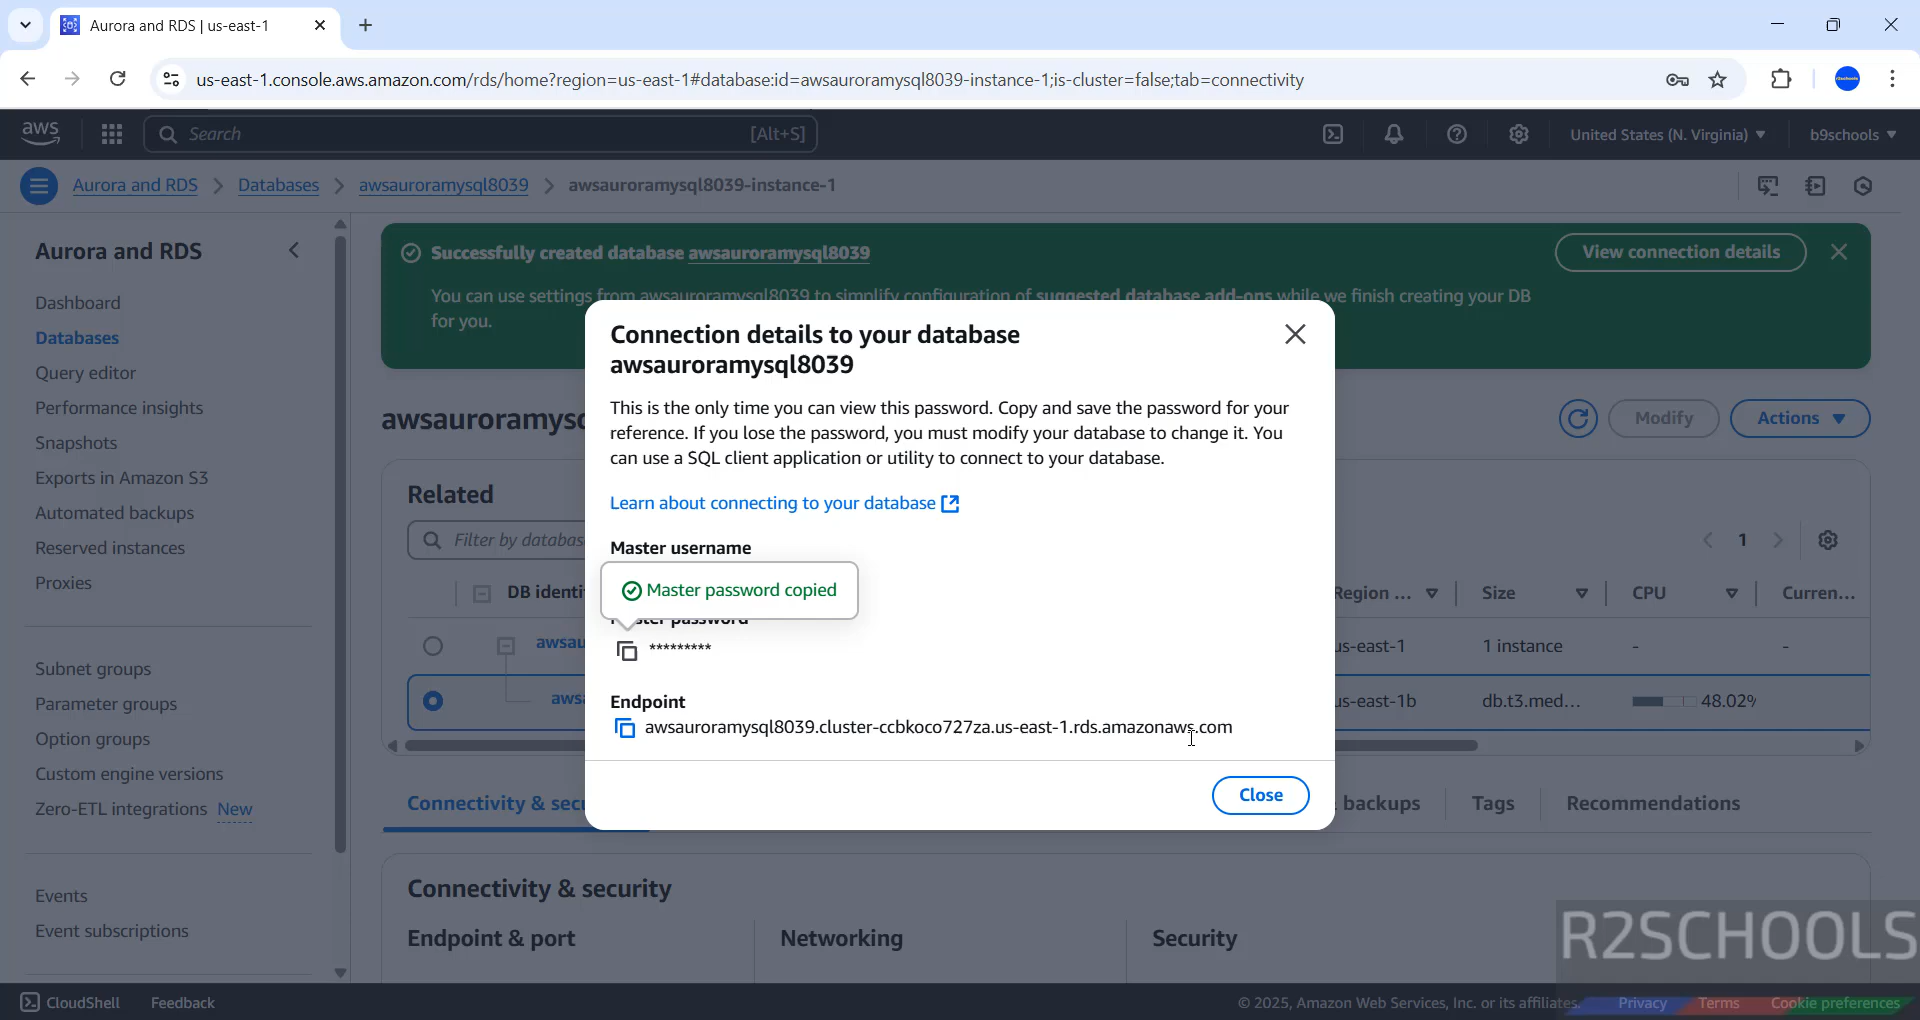 Aurora and RDS | us-east-1
us-east-1.console.aws.amazon.com/rds/home?region=us-east-1#database:id=awsauroramysql8039-instance-1;is-cluster=false;tab=connectivity
aws
Search
[Alt+S]
United States (N. Virginia)
b9schools
Aurora and RDS
Databases
awsauroramysql8039
awsauroramysql8039-instance-1
Aurora and RDS
Dashboard
Databases
Query editor
Performance insights
Snapshots
Exports in Amazon S3
Automated backups
Reserved instances
Proxies
Subnet groups
Parameter groups
Option groups
Custom engine versions
Zero-ETL integrations New
Events
Event subscriptions
Successfully created database awsauroramysql8039
View connection details
You can use settings from awsauroramysql8039 to simplify configuration of suggested database add-ons while we finish creating your DB
for you.
Modify
Actions
Related
Filter by
1
Region ...
Size
CPU
Curren...
us-east-1
1 instance
-
-
us-east-1b
db.t3.med...
48.02%
Connection details to your database
awsauroramysql8039
This is the only time you can view this password. Copy and save the password for your
reference. If you lose the password, you must modify your database to change it. You
can use a SQL client application or utility to connect to your database.
Learn about connecting to your database
Master username
Master password copied
Master password
*********
Endpoint
awsauroramysql8039.cluster-ccbkoco727za.us-east-1.rds.amazonaws.com
Close
Connectivity &
backups
Tags
Recommendations
Connectivity & security
Endpoint & port
Networking
Security
R2SCHOOLS
CloudShell
Feedback
© 2025, Amazon Web Services, Inc. or its affiliates.
Privacy
Terms
Cookie preferences